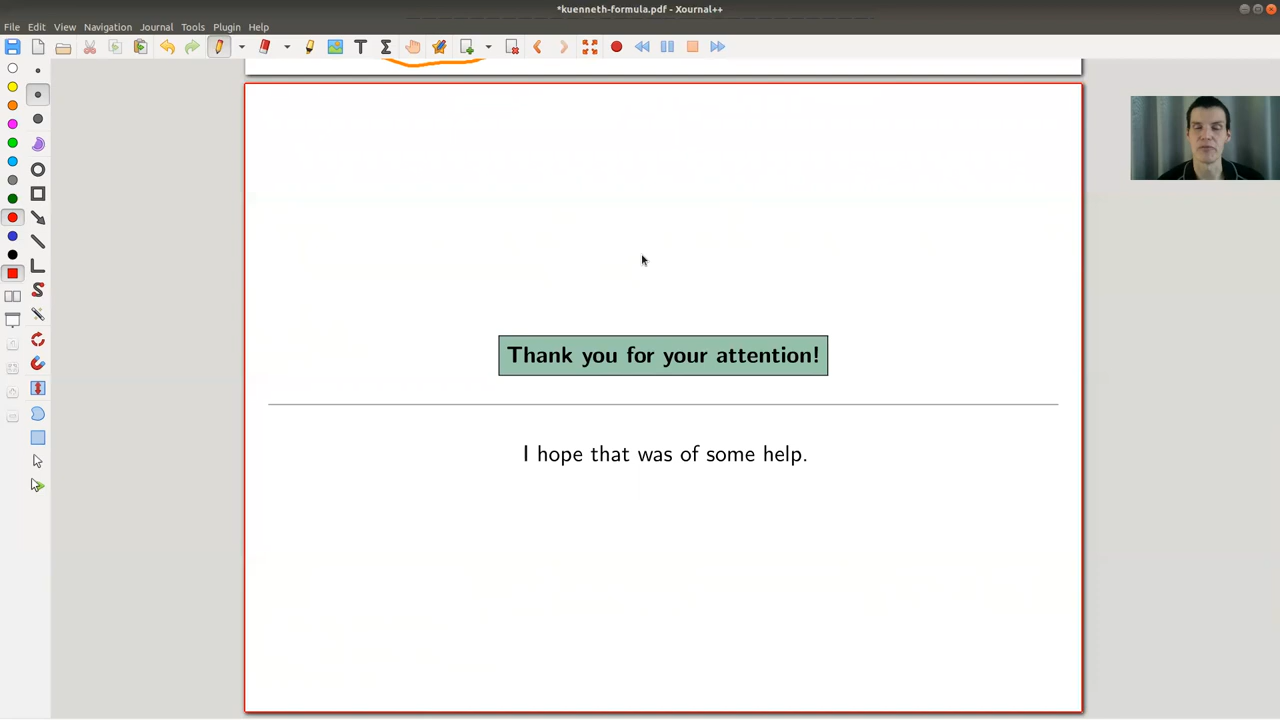 *kuenneth-formula.pdf - Xournal++
File Edit View Navigation Journal Tools Plugin Help
Thank you for your attention!
I hope that was of some help.